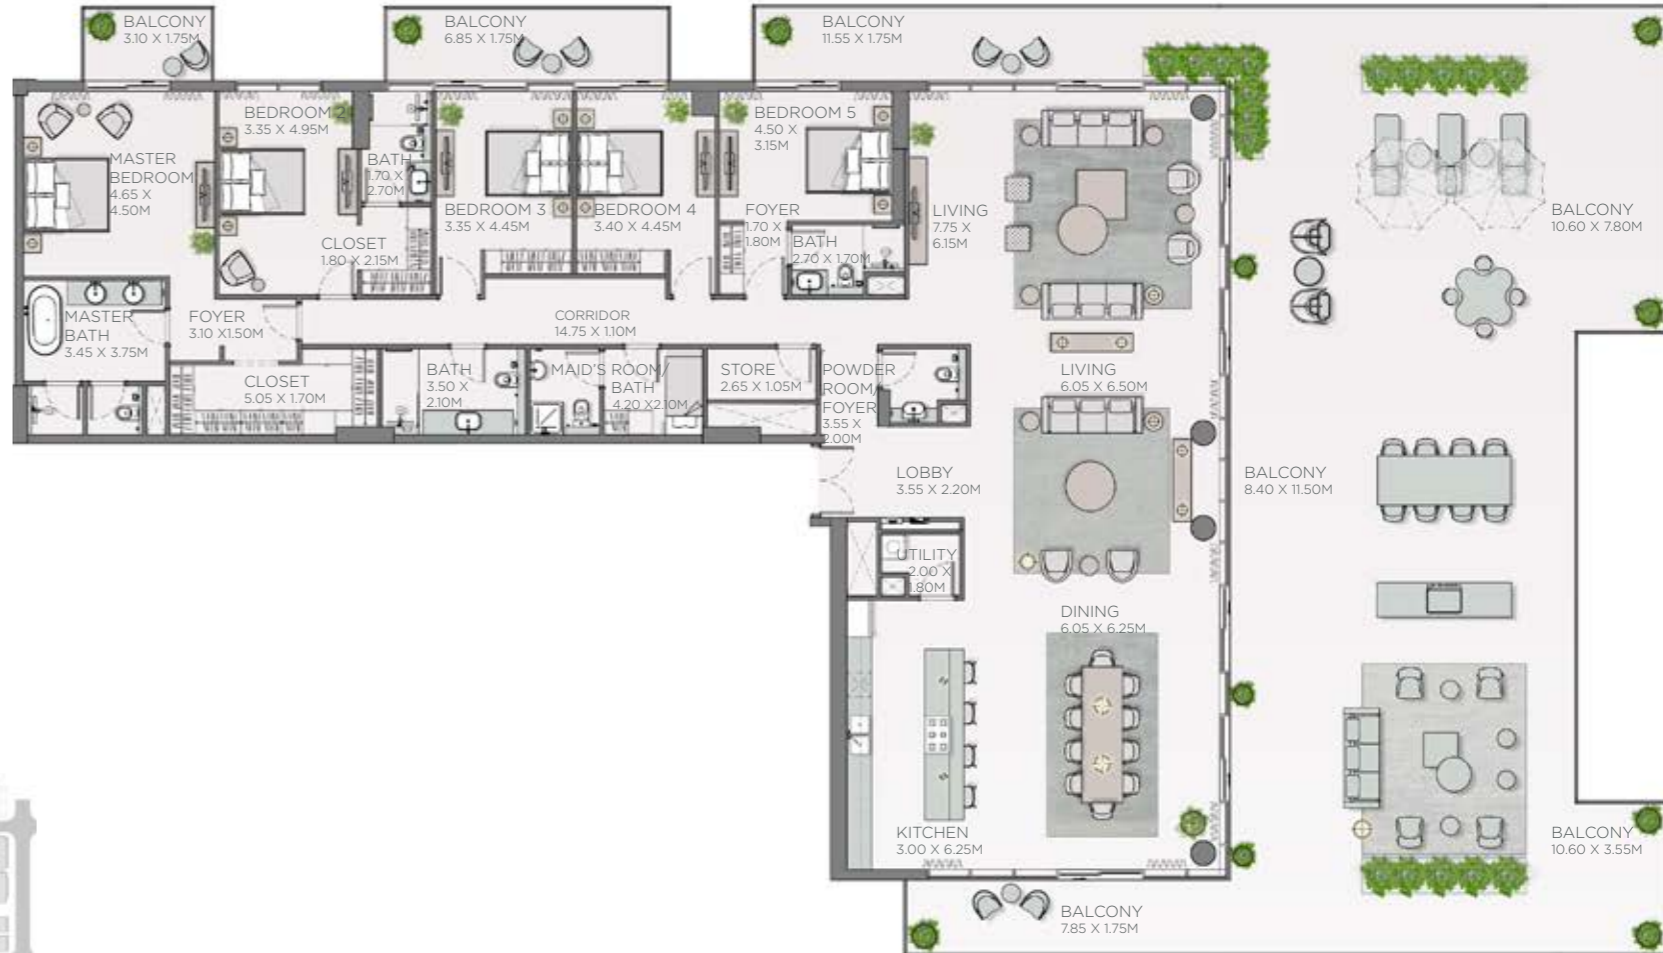 BALCONY
3.10 X 1.75M
BALCONY
6.85 X 1.75M
BALCONY
11.55 X 1.75M
MASTER
BEDROOM
4.65 X
4.50M
BEDROOM 2
3.35 X 4.95M
BATH
1.70 X
2.70M
CLOSET
1.80 X 2.15M
BEDROOM 3
3.35 X 4.45M
BEDROOM 4
3.40 X 4.45M
BEDROOM 5
4.50 X
3.15M
FOYER
1.70 X
1.80M
BATH
2.70 X 1.70M
LIVING
7.75 X
6.15M
BALCONY
10.60 X 7.80M
MASTER
BATH
3.45 X 3.75M
FOYER
3.10 X1.50M
CORRIDOR
14.75 X 1.10M
CLOSET
5.05 X 1.70M
BATH
3.50 X
2.10M
MAID'S ROOM/
BATH
4.20 X2.10M
STORE
2.65 X 1.05M
POWDER
ROOM/
FOYER
3.55 X
2.00M
LIVING
6.05 X 6.50M
LOBBY
3.55 X 2.20M
BALCONY
8.40 X 11.50M
UTILITY
2.00 X
1.80M
DINING
6.05 X 6.25M
KITCHEN
3.00 X 6.25M
BALCONY
10.60 X 3.55M
BALCONY
7.85 X 1.75M